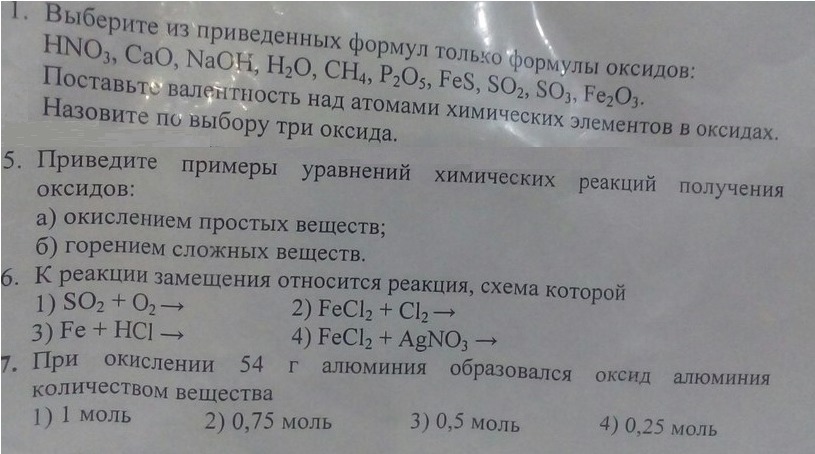 1. Выберите из приведенных формул только формулы оксидов:
HNO₃, CaO, NaOH, H₂O, CH₄, P₂O₅, FeS, SO₂, SO₃, Fe₂O₃.
Поставьте валентность над атомами химических элементов в оксидах.
Назовите по выбору три оксида.
5. Приведите примеры уравнений химических реакций получения
оксидов:
а) окислением простых веществ;
б) горением сложных веществ.
6. К реакции замещения относится реакция, схема которой
1) SO₂ + O₂ → 2) FeCl₂ + Cl₂ →
3) Fe + HCl → 4) FeCl₂ + AgNO₃ →
7. При окислении 54 г алюминия образовался оксид алюминия
количеством вещества
1) 1 моль 2) 0,75 моль 3) 0,5 моль 4) 0,25 моль